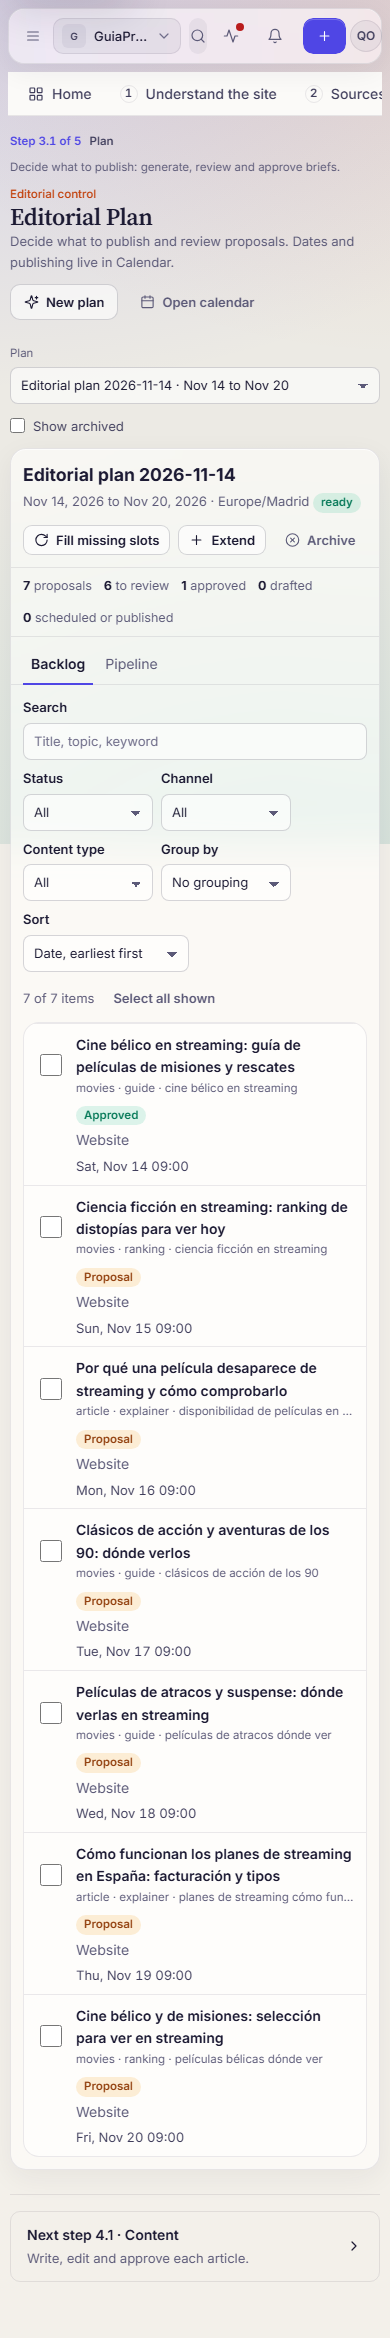 G GuiaPr... QO
Home 1 Understand the site 2 Sources
Step 3.1 of 5 Plan
Decide what to publish: generate, review and approve briefs.
Editorial control
Editorial Plan
Decide what to publish and review proposals. Dates and
publishing live in Calendar.
New plan Open calendar
Plan
Editorial plan 2026-11-14 · Nov 14 to Nov 20
Show archived
Editorial plan 2026-11-14
Nov 14, 2026 to Nov 20, 2026 · Europe/Madrid ready
Fill missing slots Extend Archive
7 proposals 6 to review 1 approved 0 drafted
0 scheduled or published
Backlog Pipeline
Search
Title, topic, keyword
Status Channel
All All
Content type Group by
All No grouping
Sort
Date, earliest first
7 of 7 items Select all shown
Cine bélico en streaming: guía de
películas de misiones y rescates
movies · guide · cine bélico en streaming
Approved
Website
Sat, Nov 14 09:00
Ciencia ficción en streaming: ranking de
distopías para ver hoy
movies · ranking · ciencia ficción en streaming
Proposal
Website
Sun, Nov 15 09:00
Por qué una película desaparece de
streaming y cómo comprobarlo
article · explainer · disponibilidad de películas en ...
Proposal
Website
Mon, Nov 16 09:00
Clásicos de acción y aventuras de los
90: dónde verlos
movies · guide · clásicos de acción de los 90
Proposal
Website
Tue, Nov 17 09:00
Películas de atracos y suspense: dónde
verlas en streaming
movies · guide · películas de atracos dónde ver
Proposal
Website
Wed, Nov 18 09:00
Cómo funcionan los planes de streaming
en España: facturación y tipos
article · explainer · planes de streaming cómo fun...
Proposal
Website
Thu, Nov 19 09:00
Cine bélico y de misiones: selección
para ver en streaming
movies · ranking · películas bélicas dónde ver
Proposal
Website
Fri, Nov 20 09:00
Next step 4.1 · Content
Write, edit and approve each article.